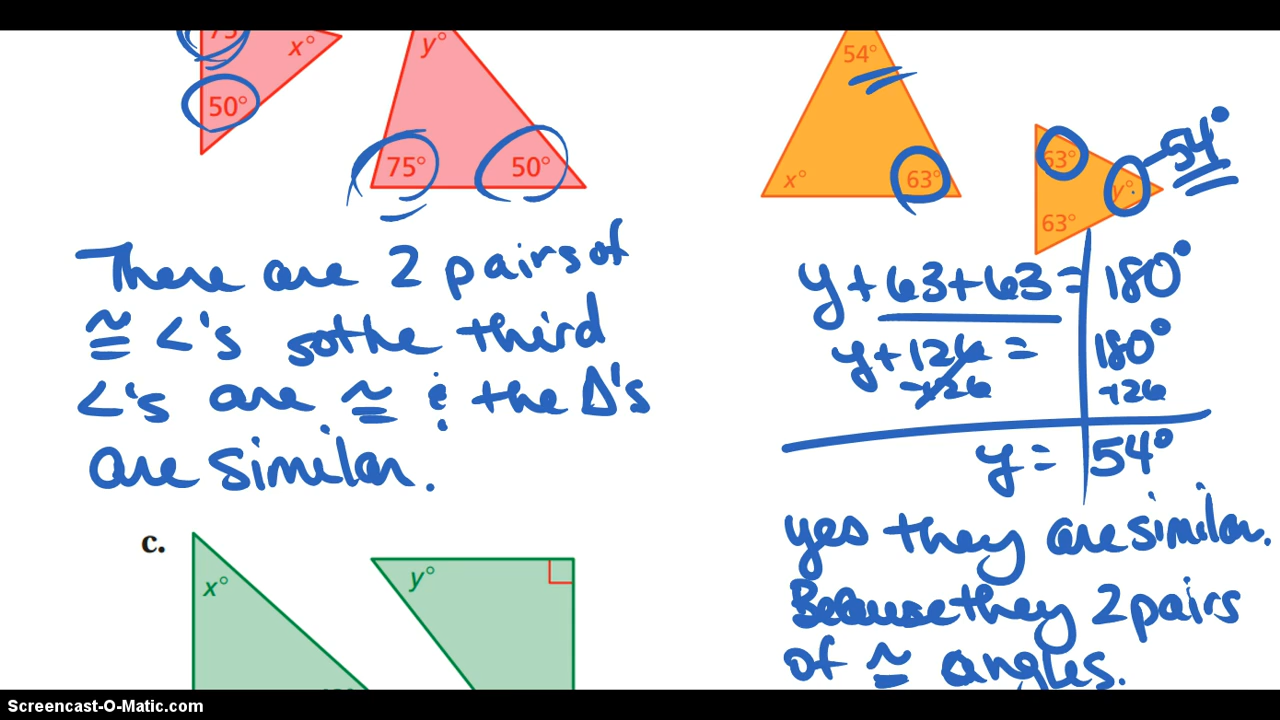 75°
x°
50°
y°
75°
50°
54°
x°
63°
63°
y°
63°
54°
There are 2 pairs of
≅ ∠'s so the third
∠'s are ≅ & the Δ's
are similar.
y + 63 + 63 = 180°
y + 126 = 180°
-126 -126
y = 54°
yes they are similar.
Because they 2 pairs
of ≅ angles.
c.
x°
y°
Screencast-O-Matic.com